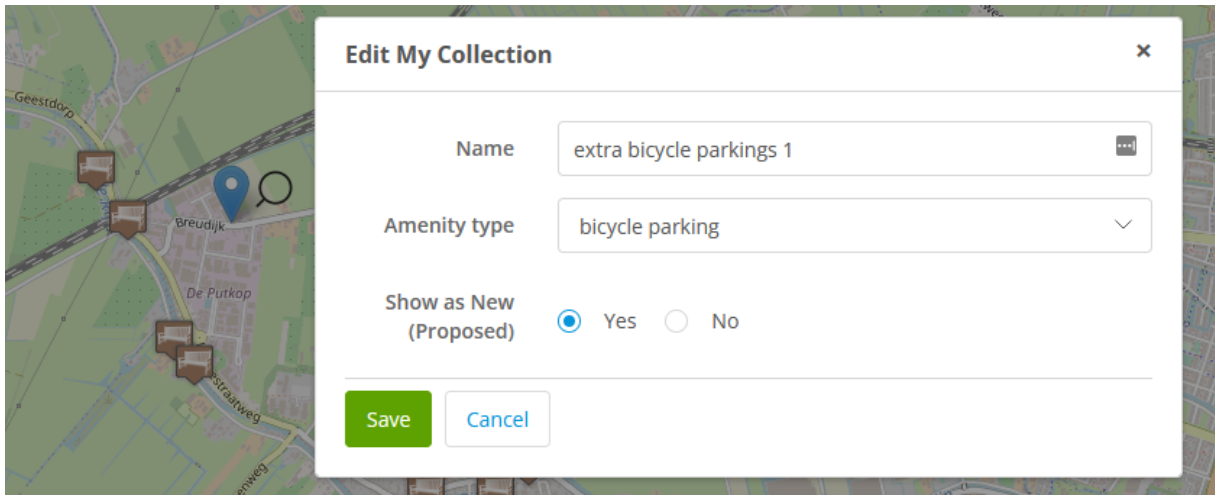 Edit My Collection
×
Name
extra bicycle parkings 1
Amenity type
bicycle parking
Show as New
(Proposed)
Yes
No
Save
Cancel
Geestdorp
Breudijk
De Putkop